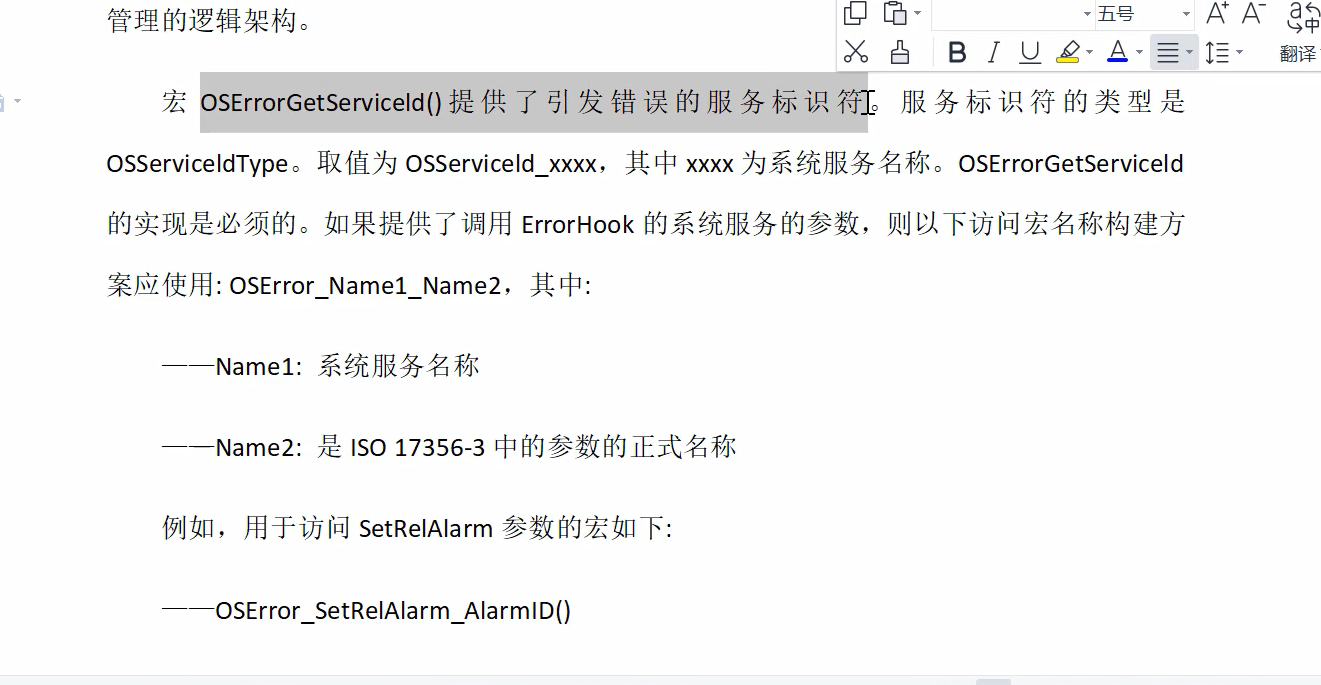 管理的逻辑架构。
五号
A+ A-
B I U A 翻译
宏 OSErrorGetServiceId()提供了引发错误的服务标识符。服务标识符的类型是
OSServiceIdType。取值为 OSServiceId_xxxx，其中 xxxx 为系统服务名称。OSErrorGetServiceId
的实现是必须的。如果提供了调用 ErrorHook 的系统服务的参数，则以下访问宏名称构建方
案应使用: OSError_Name1_Name2，其中:
——Name1: 系统服务名称
——Name2: 是 ISO 17356-3 中的参数的正式名称
例如，用于访问 SetRelAlarm 参数的宏如下:
——OSError_SetRelAlarm_AlarmID()